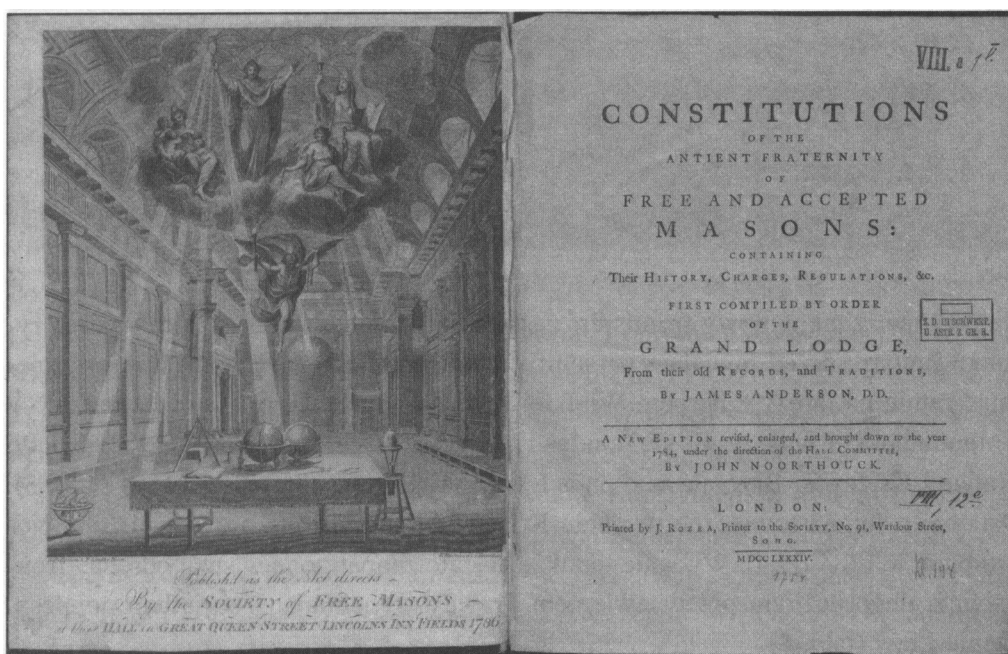 Publish'd as the Act directs
By the SOCIETY of FREE MASONS
at their HALL in GREAT QUEEN STREET LINCOLNS INN FIELDS 1786
VIII. a
CONSTITUTIONS
OF THE
ANTIENT FRATERNITY
OF
FREE AND ACCEPTED
MASONS:
CONTAINING
Their HISTORY, CHARGES, REGULATIONS, &c.
FIRST COMPILED BY ORDER
OF THE
GRAND LODGE,
From their old RECORDS, and TRADITIONS,
BY JAMES ANDERSON, D.D.
A NEW EDITION revised, enlarged, and brought down to the year
1784, under the direction of the HALL COMMITTEE,
BY JOHN NOORTHOUCK.
LONDON:
Printed by J. ROZEA, Printer to the SOCIETY, No. 91, Wardour Street,
SOHO.
MDCCLXXXIV.
1784
VIII, 12